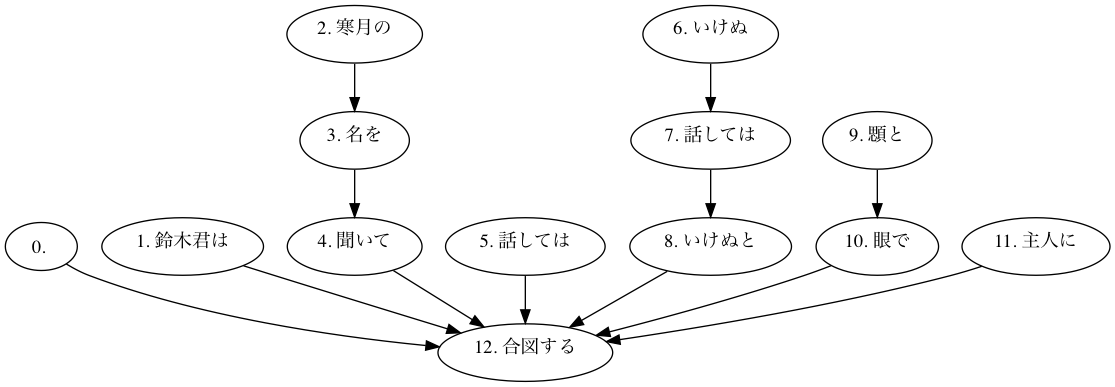 2. 寒月の
6. いけぬ
3. 名を
7. 話しては
9. 顋と
0.
1. 鈴木君は
4. 聞いて
5. 話しては
8. いけぬと
10. 眼で
11. 主人に
12. 合図する